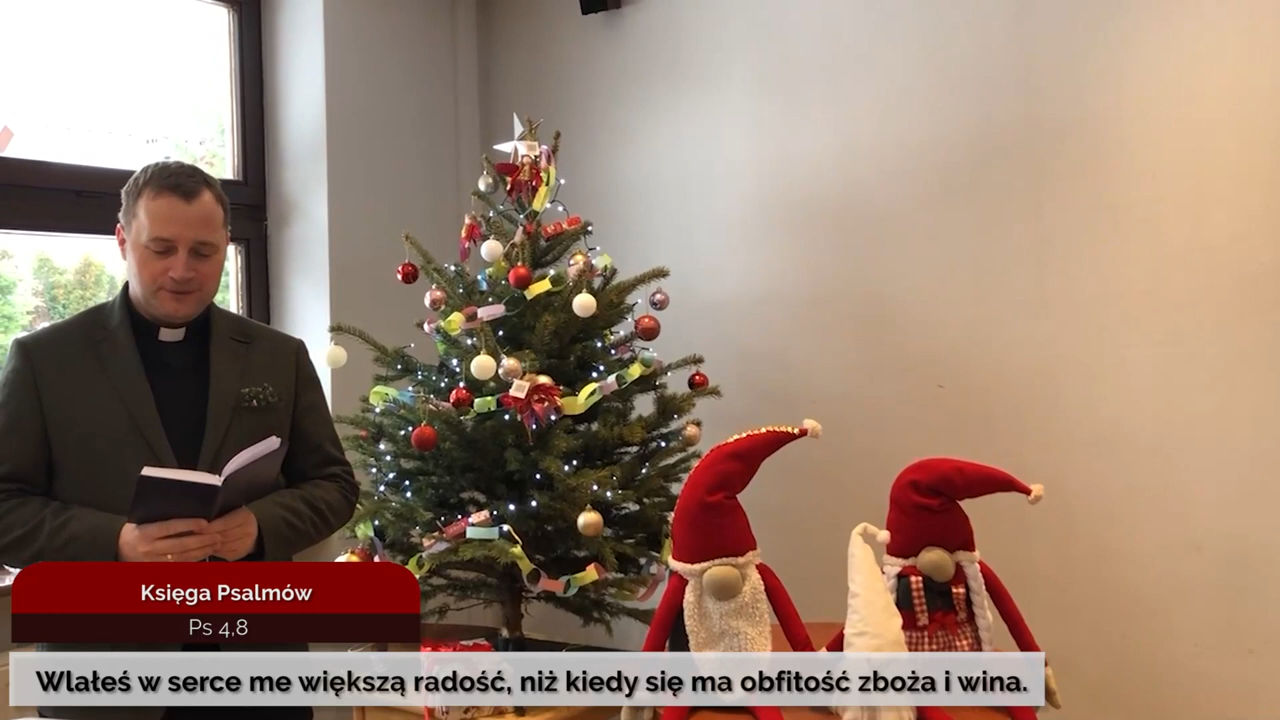 Księga Psalmów
Ps 4,8
Wlałeś w serce me większą radość, niż kiedy się ma obfitość zboża i wina.